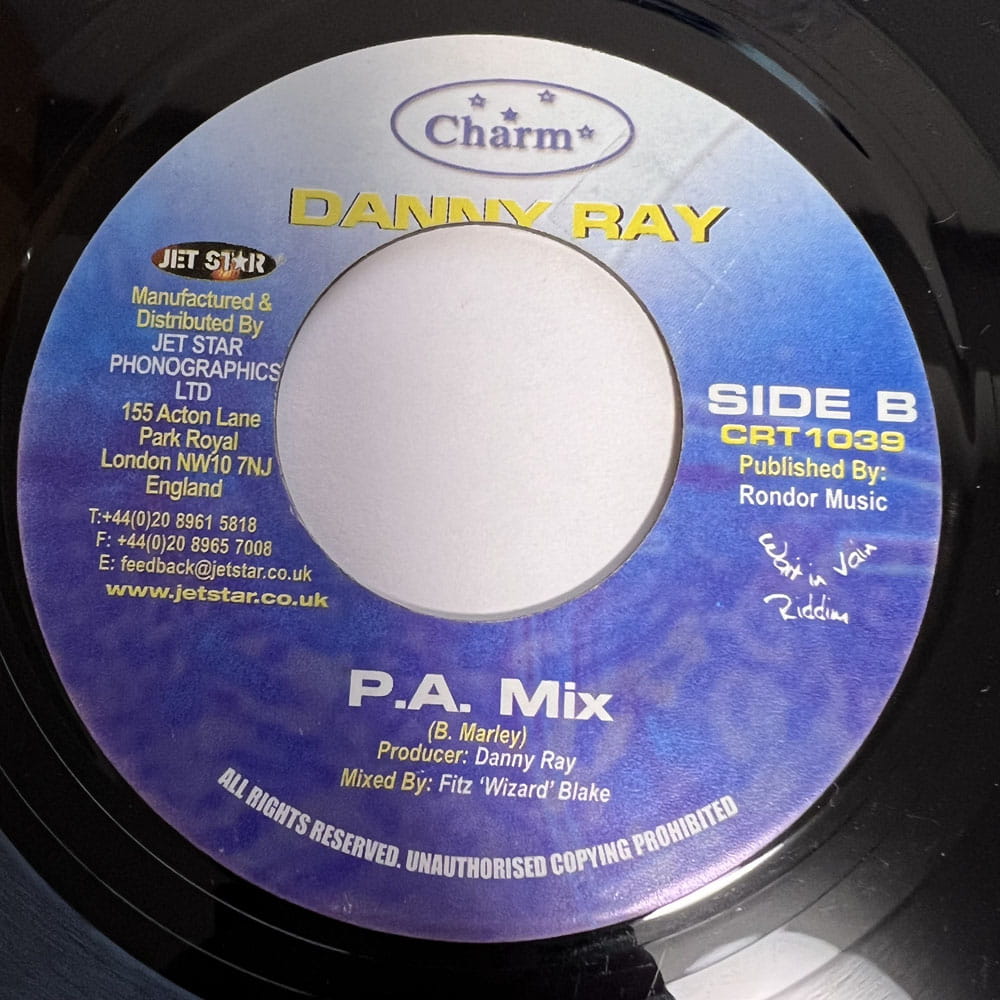 Charm
DANNY RAY
JET STAR
Manufactured &
Distributed By
JET STAR
PHONOGRAPHICS
LTD
155 Acton Lane
Park Royal
London NW10 7NJ
England
T:+44(0)20 8961 5818
F: +44(0)20 8965 7008
E: feedback@jetstar.co.uk
www.jetstar.co.uk
SIDE B
CRT 1039
Published By:
Rondor Music
Wait in Vain
Riddim
P.A. Mix
(B. Marley)
Producer: Danny Ray
Mixed By: Fitz ‘Wizard’ Blake
ALL RIGHTS RESERVED. UNAUTHORISED COPYING PROHIBITED